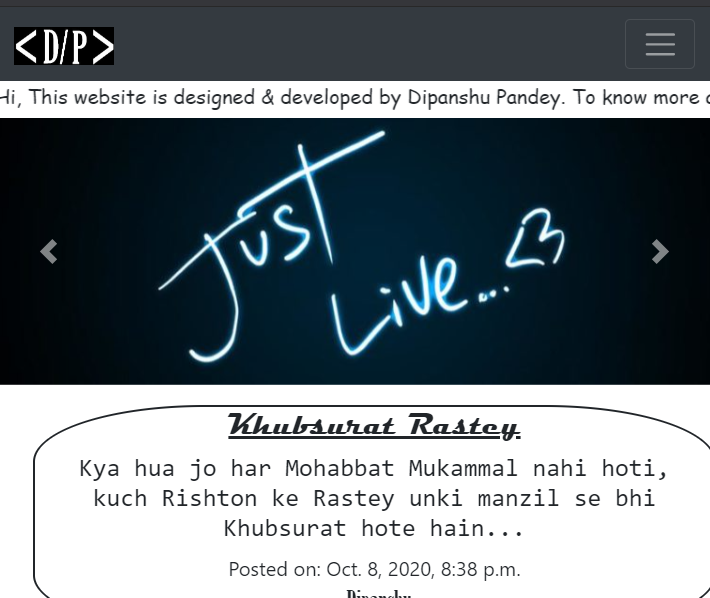 <D/P>
Hi, This website is designed & developed by Dipanshu Pandey. To know more
Just
Live...<3
Khubsurat Rastey
Kya hua jo har Mohabbat Mukammal nahi hoti,
kuch Rishton ke Rastey unki manzil se bhi
Khubsurat hote hain...
Posted on: Oct. 8, 2020, 8:38 p.m.
Dipanshu